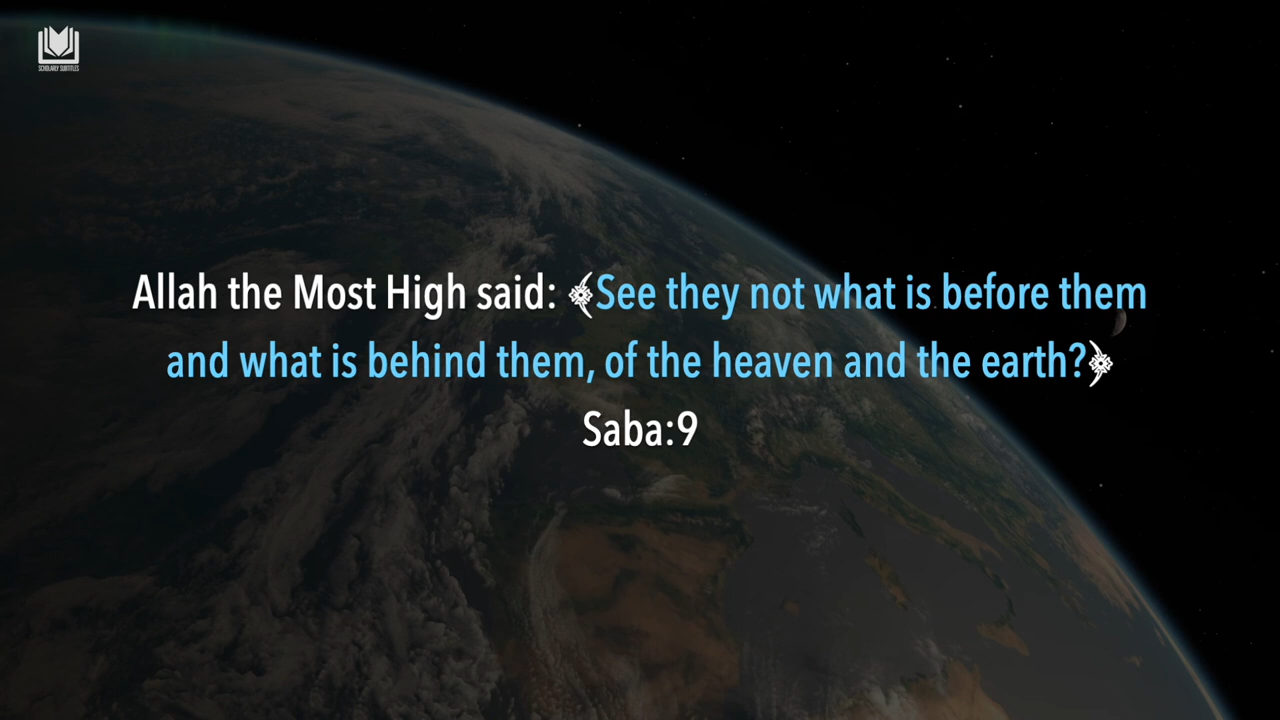 SCHOLARLY SUBTITLES
Allah the Most High said: ﴾See they not what is before them
and what is behind them, of the heaven and the earth?﴿
Saba:9